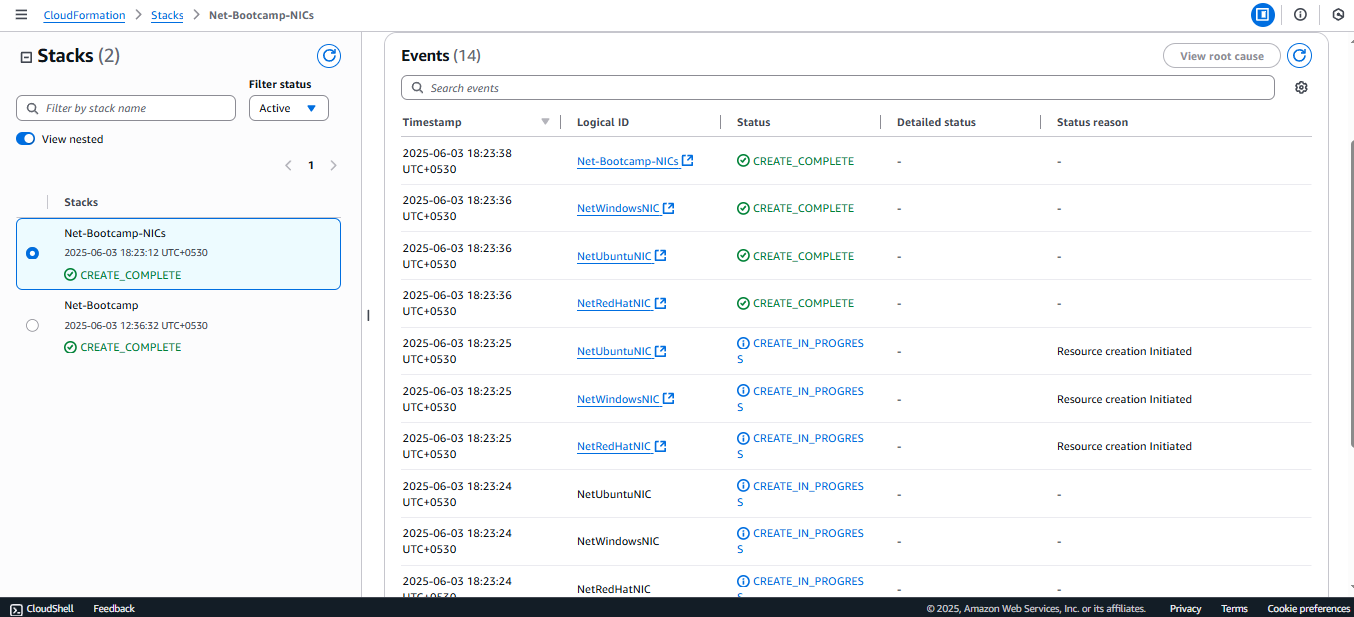 CloudFormation > Stacks > Net-Bootcamp-NICs
Stacks (2)
Filter status
Filter by stack name
Active
View nested
1
Stacks
Net-Bootcamp-NICs
2025-06-03 18:23:12 UTC+0530
CREATE_COMPLETE
Net-Bootcamp
2025-06-03 12:36:32 UTC+0530
CREATE_COMPLETE
Events (14)
View root cause
Search events
Timestamp Logical ID Status Detailed status Status reason
2025-06-03 18:23:38
UTC+0530
Net-Bootcamp-NICs CREATE_COMPLETE - -
2025-06-03 18:23:36
UTC+0530
NetWindowsNIC CREATE_COMPLETE - -
2025-06-03 18:23:36
UTC+0530
NetUbuntuNIC CREATE_COMPLETE - -
2025-06-03 18:23:36
UTC+0530
NetRedHatNIC CREATE_COMPLETE - -
2025-06-03 18:23:25
UTC+0530
NetUbuntuNIC
CREATE_IN_PROGRES
S
- Resource creation Initiated
2025-06-03 18:23:25
UTC+0530
NetWindowsNIC
CREATE_IN_PROGRES
S
- Resource creation Initiated
2025-06-03 18:23:25
UTC+0530
NetRedHatNIC
CREATE_IN_PROGRES
S
- Resource creation Initiated
2025-06-03 18:23:24
UTC+0530
NetUbuntuNIC
CREATE_IN_PROGRES
S
- -
2025-06-03 18:23:24
UTC+0530
NetWindowsNIC
CREATE_IN_PROGRES
S
- -
2025-06-03 18:23:24
UTC+0530
NetRedHatNIC
CREATE_IN_PROGRES
S
- -
CloudShell Feedback © 2025, Amazon Web Services, Inc. or its affiliates. Privacy Terms Cookie preferences